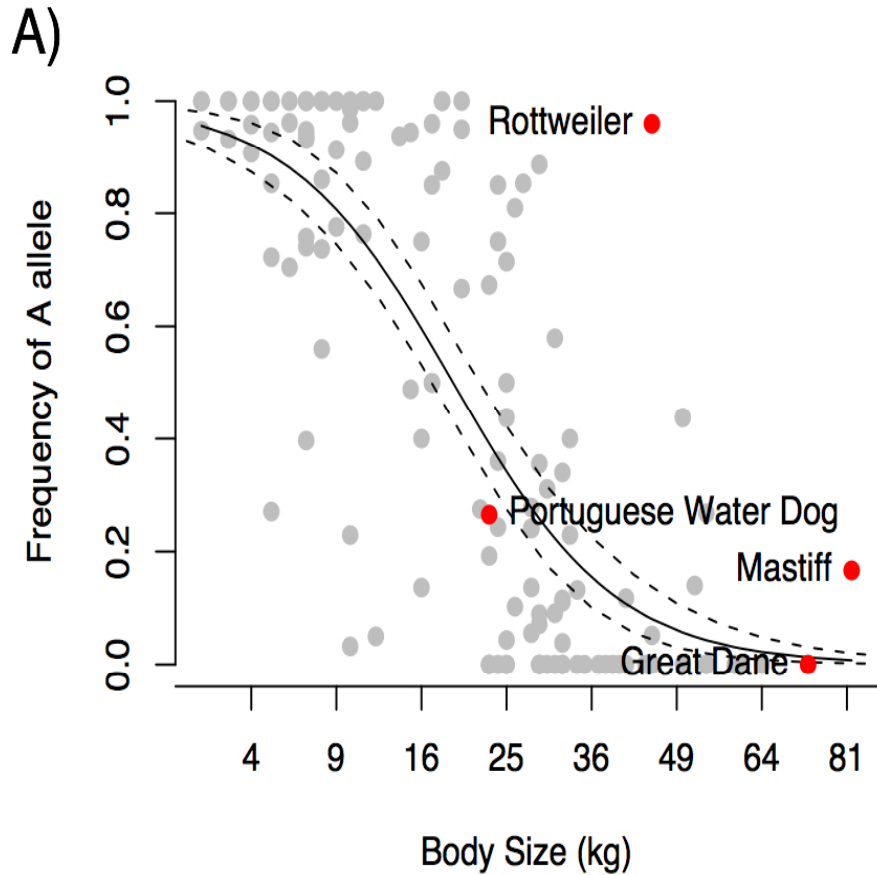 A)
Frequency of A allele
1.0
0.8
0.6
0.4
0.2
0.0
Rottweiler
Portuguese Water Dog
Mastiff
Great Dane
4 9 16 25 36 49 64 81
Body Size (kg)